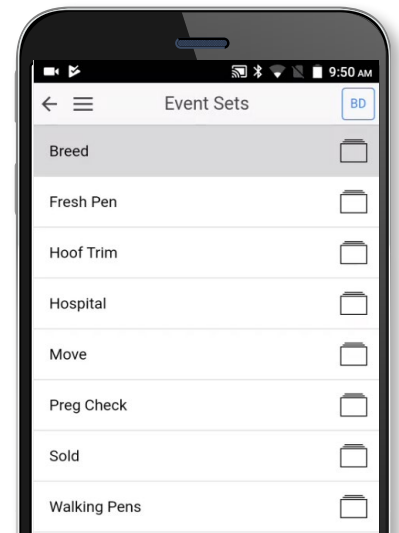 9:50 AM
Event Sets
BD
Breed
Fresh Pen
Hoof Trim
Hospital
Move
Preg Check
Sold
Walking Pens